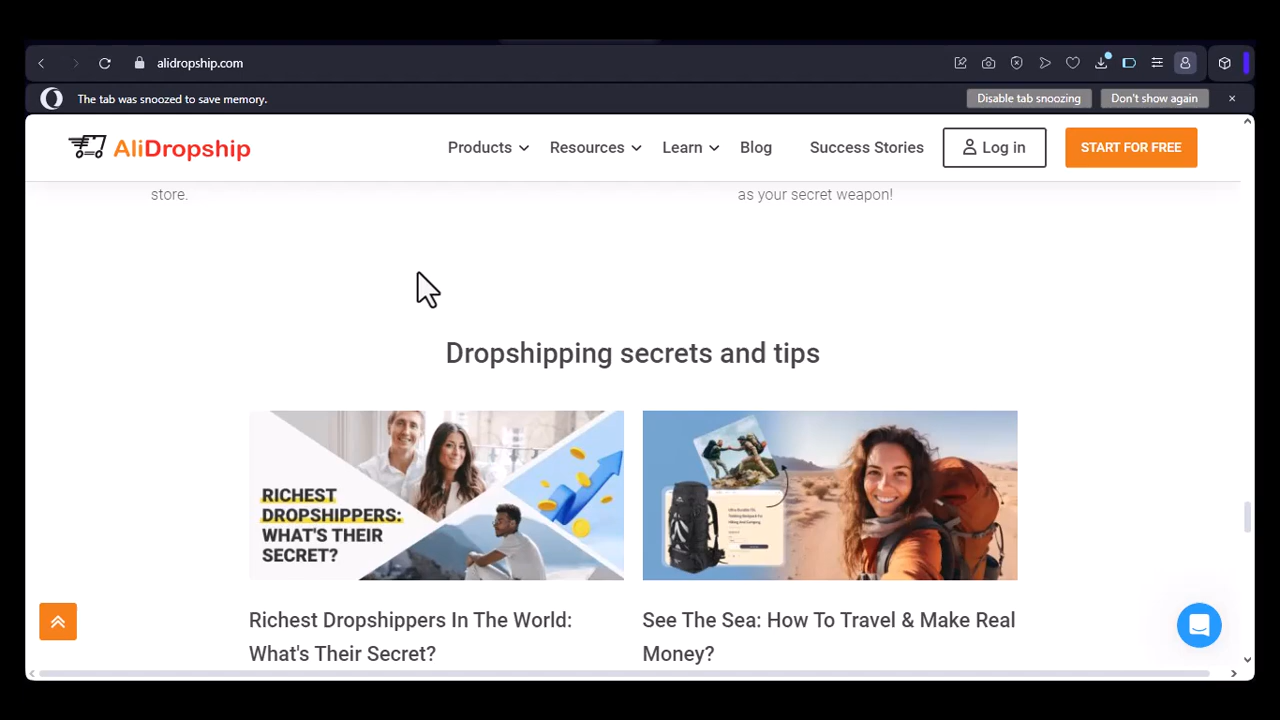 alidropship.com
The tab was snoozed to save memory.
Disable tab snoozing
Don't show again
AliDropship
Products
Resources
Learn
Blog
Success Stories
Log in
START FOR FREE
store.
as your secret weapon!
Dropshipping secrets and tips
RICHEST
DROPSHIPPERS:
WHAT'S THEIR
SECRET?
Richest Dropshippers In The World:
What's Their Secret?
See The Sea: How To Travel & Make Real
Money?